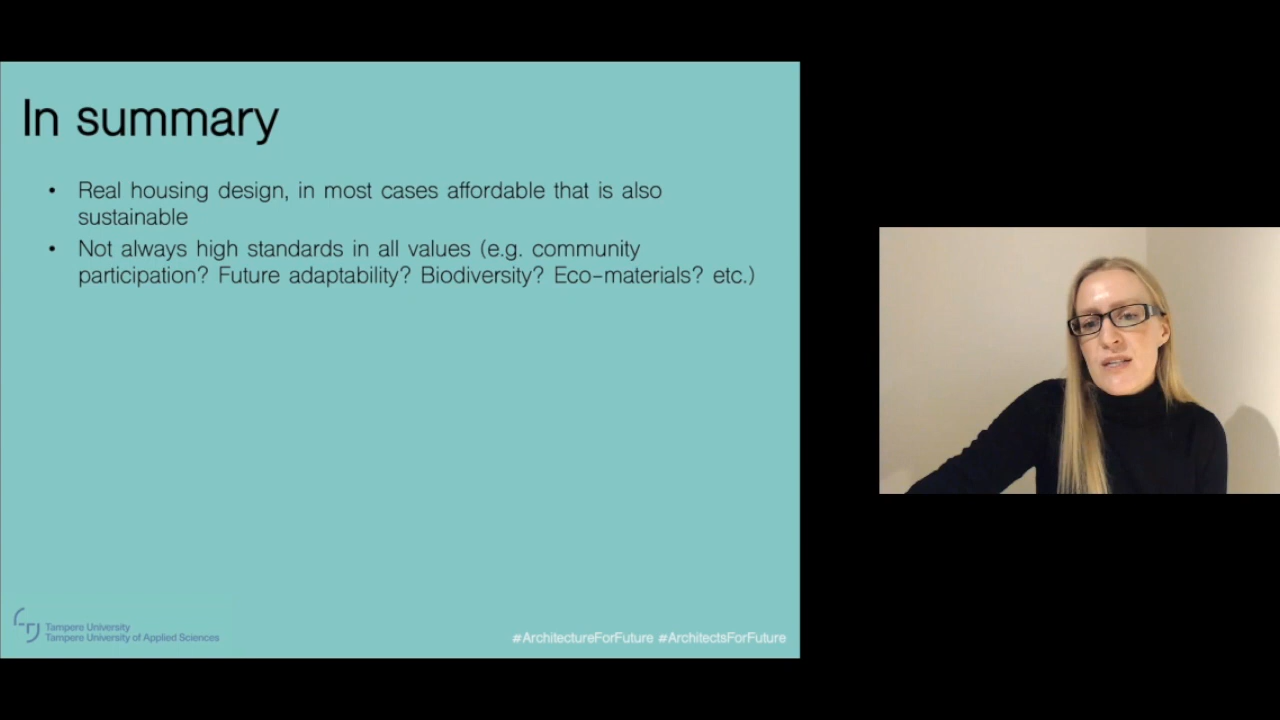 In summary
• Real housing design, in most cases affordable that is also
sustainable
• Not always high standards in all values (e.g. community
participation? Future adaptability? Biodiversity? Eco-materials? etc.)
Tampere University
Tampere University of Applied Sciences
#ArchitectureForFuture #ArchitectsForFuture